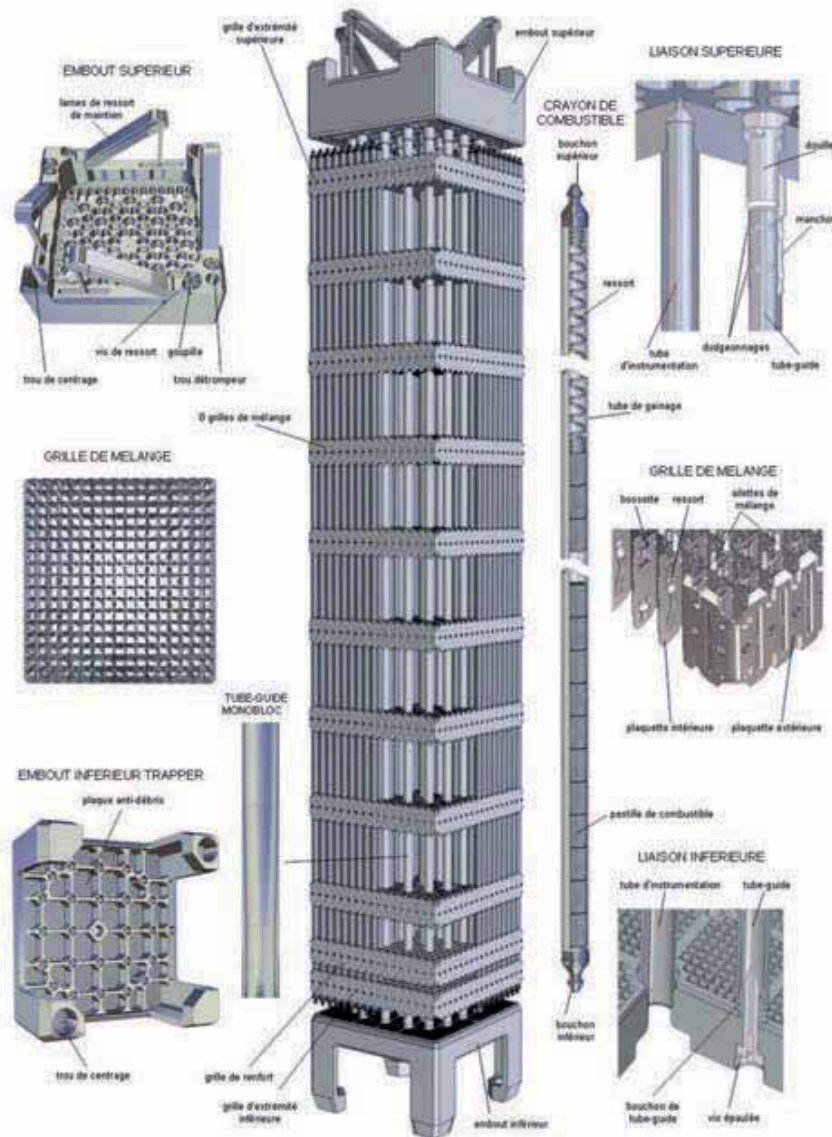 grille d'extrémité
supérieure
embout supérieur
LIAISON SUPERIEURE
EMBOUT SUPERIEUR
lames de ressort
de maintien
CRAYON DE
COMBUSTIBLE
bouchon
supérieur
douille
manchon
ressort
vis de ressort
goupille
trou de centrage
trou détrompeur
tube
d'instrumentation
dudgeonnages
tube-guide
tube de gainage
8 grilles de mélange
GRILLE DE MELANGE
GRILLE DE MELANGE
bossette
ressort
ailettes de
mélange
plaquette intérieure
plaquette extérieure
TUBE-GUIDE
MONOBLOC
EMBOUT INFERIEUR TRAPPER
plaque anti-débris
pastille de combustible
LIAISON INFERIEURE
tube d'instrumentation
tube-guide
bouchon
inférieur
trou de centrage
grille de renfort
grille d'extrémité
inférieure
embout inférieur
bouchon de
tube-guide
vis épaulée